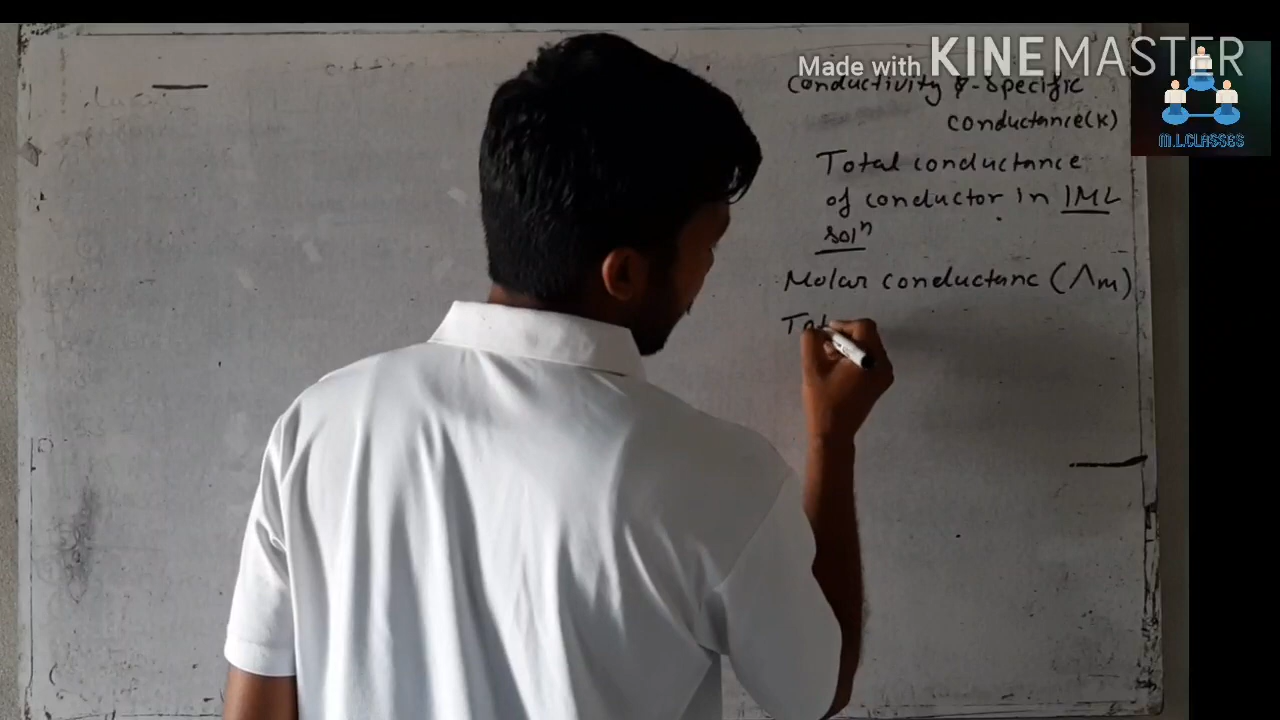 Made with KINEMASTER
M.L.CLASSES
Conductivity & Specific
conductance(K)
Total conductance
of conductor in 1ML
solⁿ
Molar conductanc (Λm)
Tot